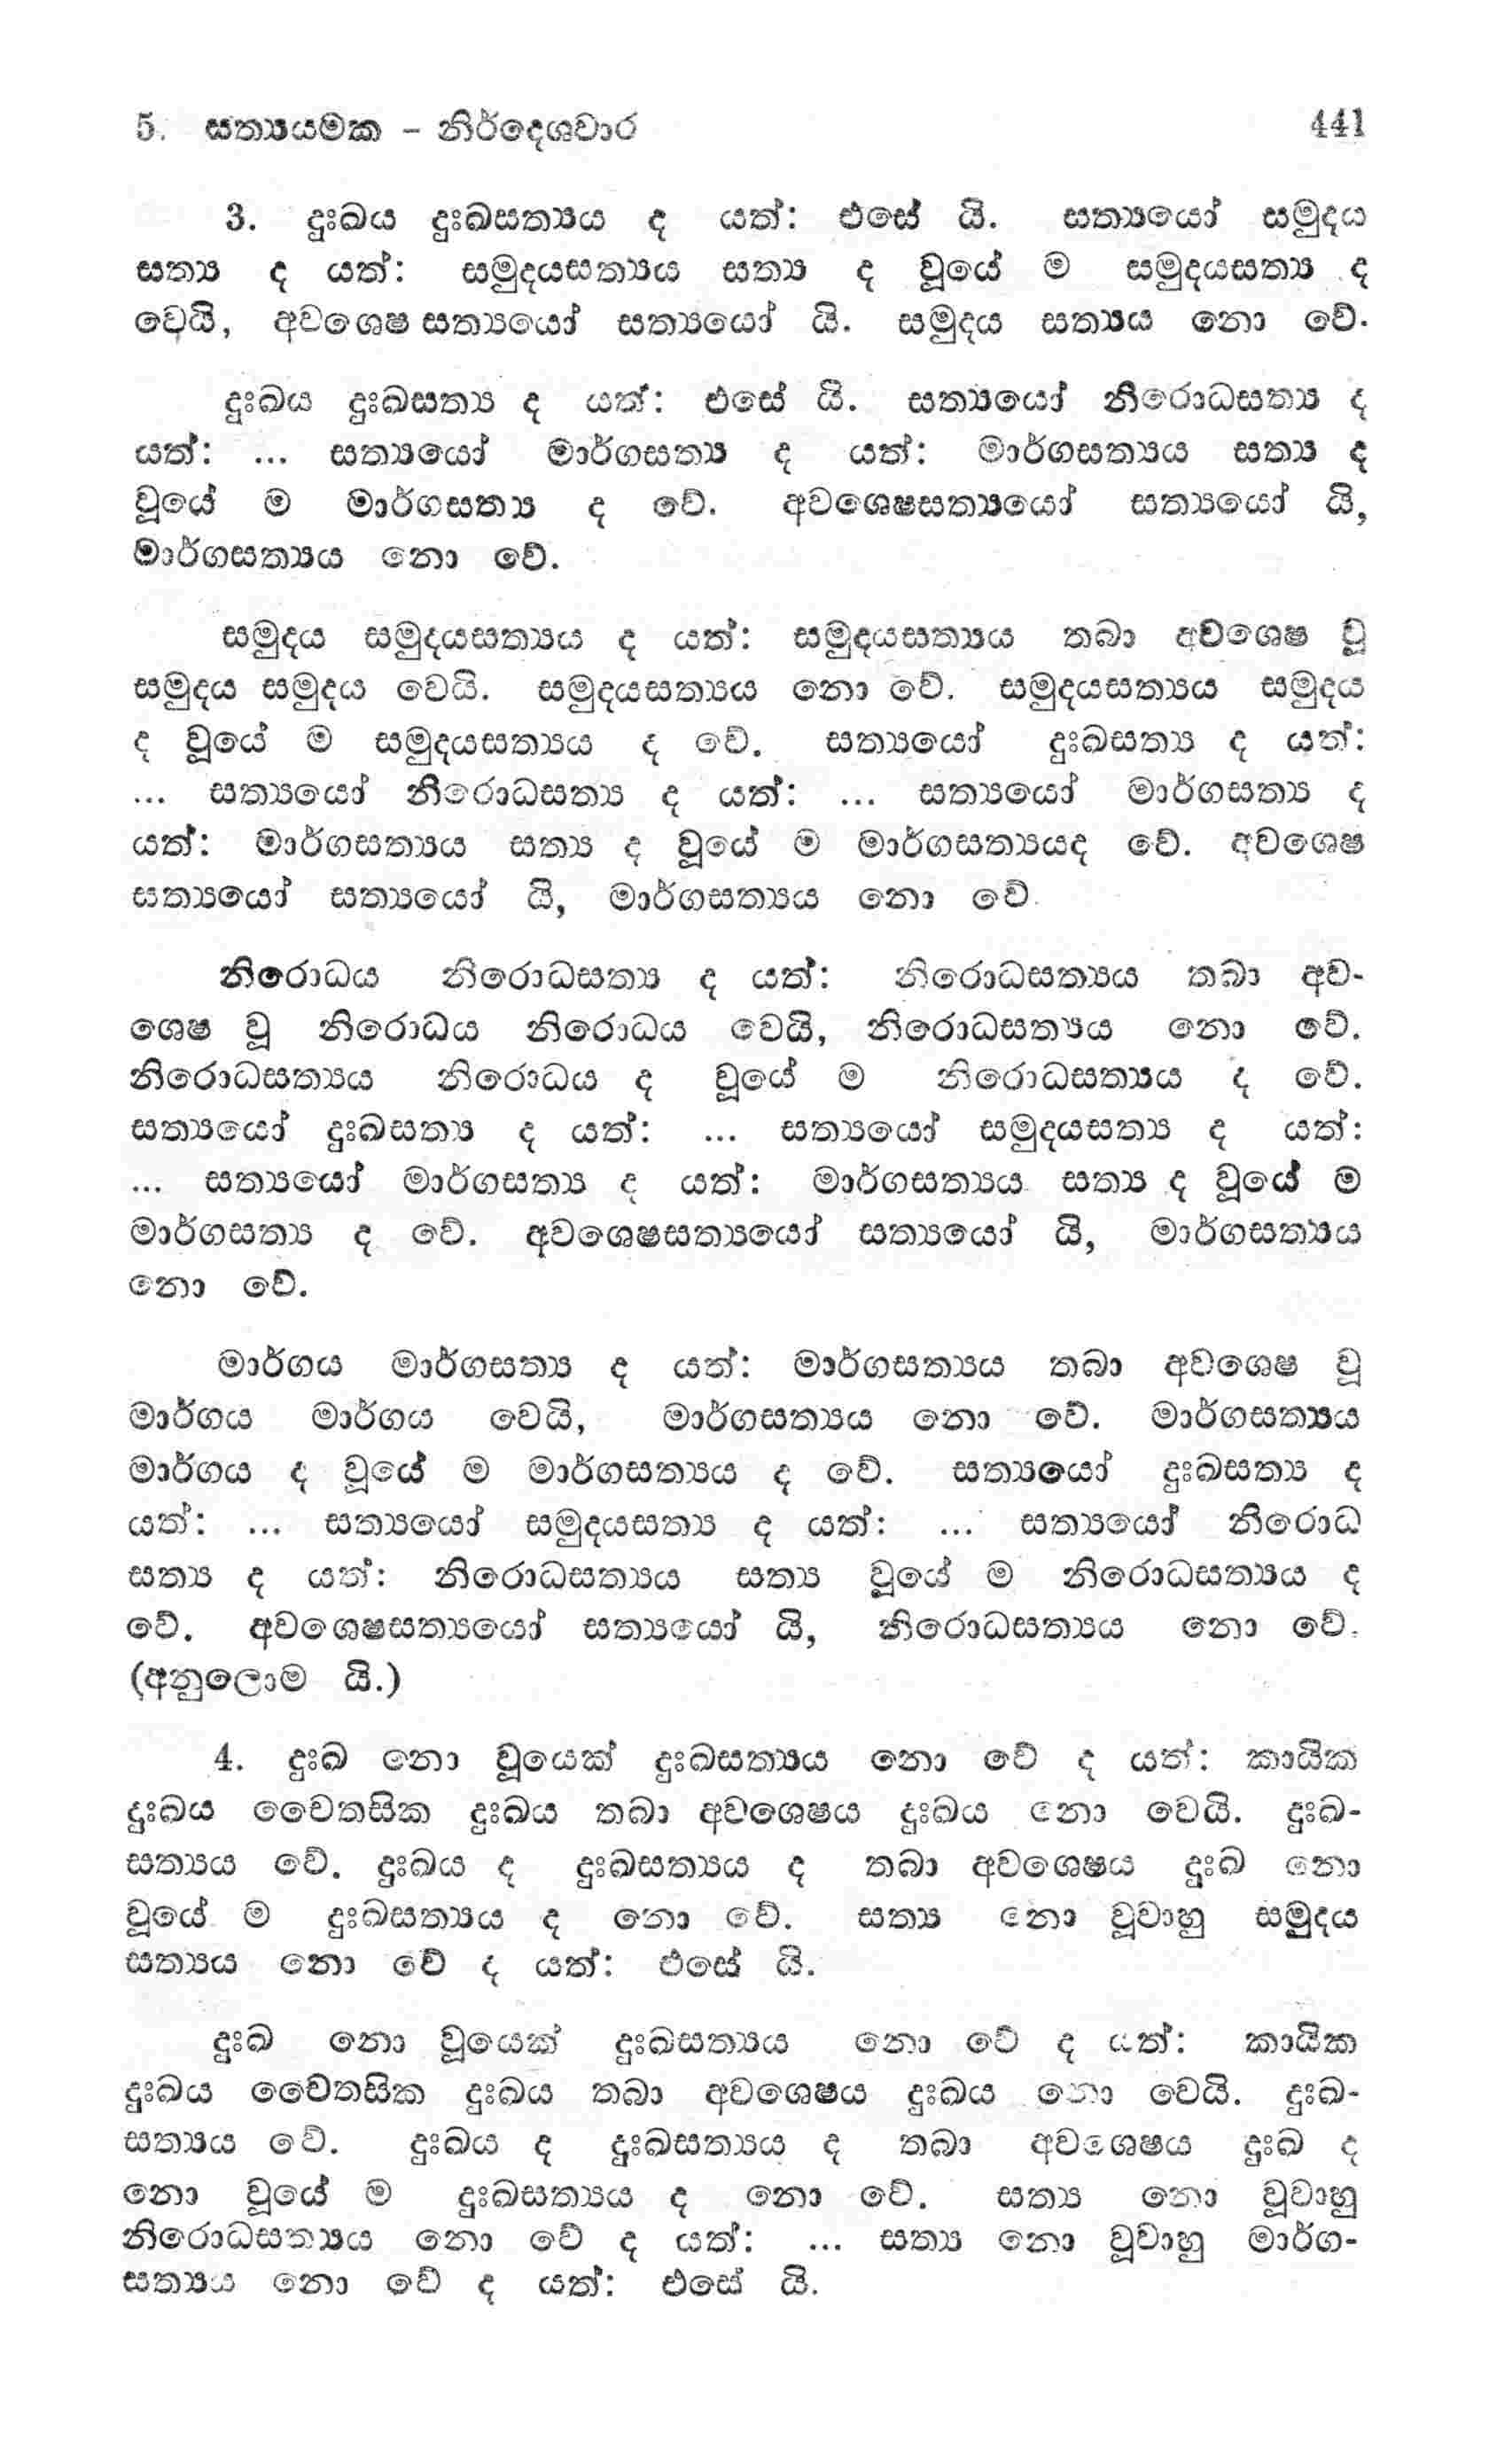 5. සත්‍යයමක – නිර්දෙශවාර 441
3. දුඃඛය දුඃඛසත්‍යය ද යත්: එසේ යි. සත්‍යයෝ සමුදය
සත්‍ය ද යත්: සමුදයසත්‍යය සත්‍ය ද වූයේ ම සමුදයසත්‍ය ද
වෙයි, අවශෙෂ සත්‍යයෝ සත්‍යයෝ යි. සමුදය සත්‍යය නො වේ.
දුඃඛය දුඃඛසත්‍ය ද යත්: එසේ යි. සත්‍යයෝ නිරොධසත්‍ය ද
යත්: ... සත්‍යයෝ මාර්ගසත්‍ය ද යත්: මාර්ගසත්‍යය සත්‍ය ද
වූයේ ම මාර්ගසත්‍ය ද වේ. අවශෙෂසත්‍යයෝ සත්‍යයෝ යි,
මාර්ගසත්‍යය නො වේ.
සමුදය සමුදයසත්‍යය ද යත්: සමුදයසත්‍යය තබා අවශෙෂ වූ
සමුදය සමුදය වෙයි. සමුදයසත්‍යය නො වේ. සමුදයසත්‍යය සමුදය
ද වූයේ ම සමුදයසත්‍යය ද වේ. සත්‍යයෝ දුඃඛසත්‍ය ද යත්:
... සත්‍යයෝ නිරොධසත්‍ය ද යත්: ... සත්‍යයෝ මාර්ගසත්‍ය ද
යත්: මාර්ගසත්‍යය සත්‍ය ද වූයේ ම මාර්ගසත්‍යයද වේ. අවශෙෂ
සත්‍යයෝ සත්‍යයෝ යි, මාර්ගසත්‍යය නො වේ.
නිරොධය නිරොධසත්‍ය ද යත්: නිරොධසත්‍යය තබා අව-
ශෙෂ වූ නිරොධය නිරොධය වෙයි, නිරොධසත්‍යය නො වේ.
නිරොධසත්‍යය නිරොධය ද වූයේ ම නිරොධසත්‍යය ද වේ.
සත්‍යයෝ දුඃඛසත්‍ය ද යත්: ... සත්‍යයෝ සමුදයසත්‍ය ද යත්:
... සත්‍යයෝ මාර්ගසත්‍ය ද යත්: මාර්ගසත්‍යය සත්‍ය ද වූයේ ම
මාර්ගසත්‍ය ද වේ. අවශෙෂසත්‍යයෝ සත්‍යයෝ යි, මාර්ගසත්‍යය
නො වේ.
මාර්ගය මාර්ගසත්‍ය ද යත්: මාර්ගසත්‍යය තබා අවශෙෂ වූ
මාර්ගය මාර්ගය වෙයි, මාර්ගසත්‍යය නො වේ. මාර්ගසත්‍යය
මාර්ගය ද වූයේ ම මාර්ගසත්‍යය ද වේ. සත්‍යයෝ දුඃඛසත්‍ය ද
යත්: ... සත්‍යයෝ සමුදයසත්‍ය ද යත්: ... සත්‍යයෝ නිරොධ
සත්‍ය ද යත්: නිරොධසත්‍යය සත්‍ය වූයේ ම නිරොධසත්‍යය ද
වේ. අවශෙෂසත්‍යයෝ සත්‍යයෝ යි, නිරොධසත්‍යය නො වේ.
(අනුලොම යි.)
4. දුඃඛ නො වූයෙක් දුඃඛසත්‍යය නො වේ ද යත්: කායික
දුඃඛය චෛතසික දුඃඛය තබා අවශෙෂය දුඃඛය නො වෙයි. දුඃඛ-
සත්‍යය වේ. දුඃඛය ද දුඃඛසත්‍යය ද තබා අවශෙෂය දුඃඛ නො
වූයේ ම දුඃඛසත්‍යය ද නො වේ. සත්‍ය නො වූවාහු සමුදය
සත්‍යය නො වේ ද යත්: එසේ යි.
දුඃඛ නො වූයෙක් දුඃඛසත්‍යය නො වේ ද යත්: කායික
දුඃඛය චෛතසික දුඃඛය තබා අවශෙෂය දුඃඛය නො වෙයි. දුඃඛ-
සත්‍යය වේ. දුඃඛය ද දුඃඛසත්‍යය ද තබා අවශෙෂය දුඃඛ ද
නො වූයේ ම දුඃඛසත්‍යය ද නො වේ. සත්‍ය නො වූවාහු
නිරොධසත්‍යය නො වේ ද යත්: ... සත්‍ය නො වූවාහු මාර්ග-
සත්‍යය නො වේ ද යත්: එසේ යි.